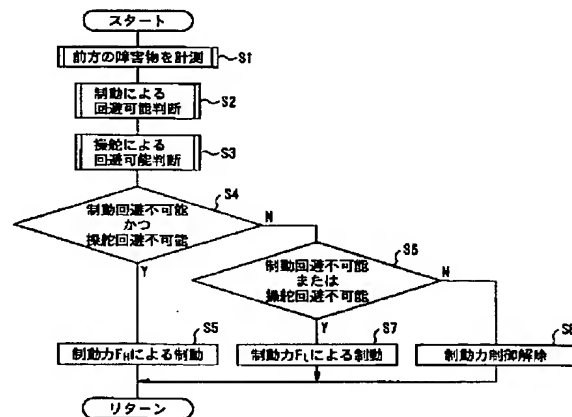 スタート
前方の障害物を計測
S1
制動による
回避可能判断
S2
操舵による
回避可能判断
S3
S4
制動回避不可能
かつ
操舵回避不可能
N
Y
S6
制動回避不可能
または
操舵回避不可能
N
Y
S5
制動力FHによる制動
S7
制動力FLによる制動
S8
制動力制御解除
リターン